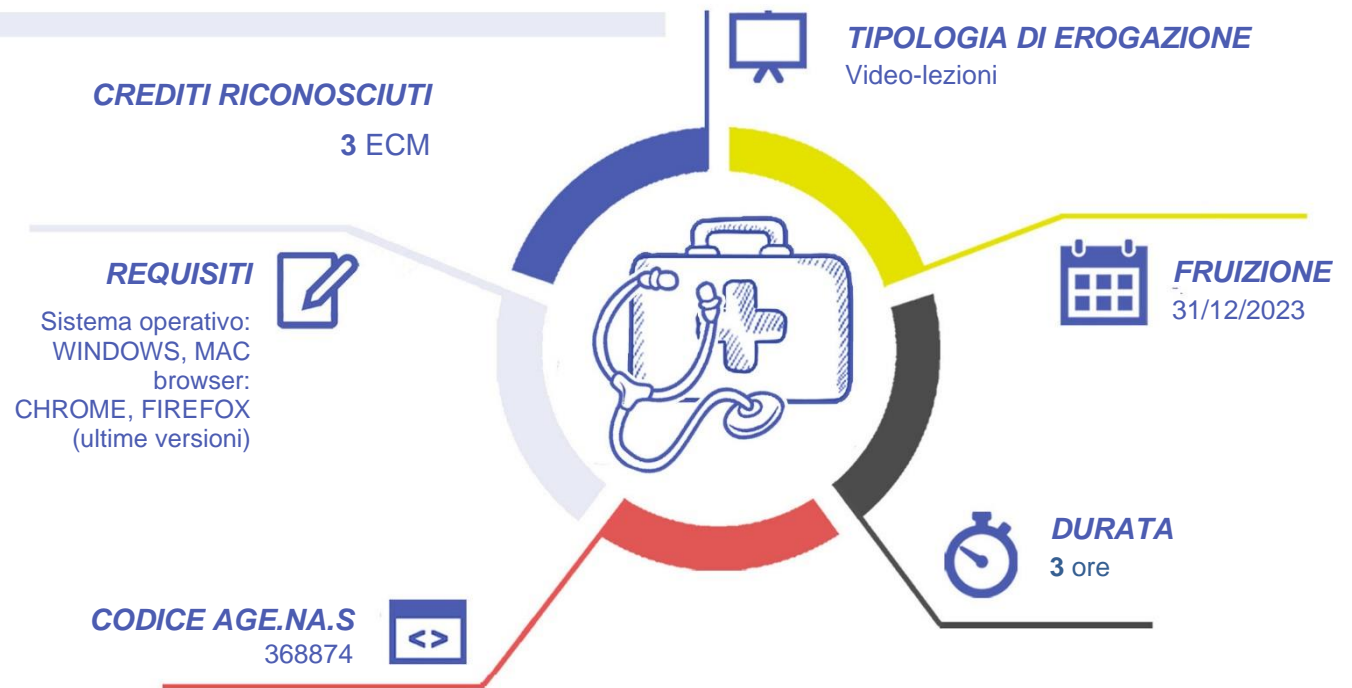 CREDITI RICONOSCIUTI
3 ECM
TIPOLOGIA DI EROGAZIONE
Video-lezioni
REQUISITI
Sistema operativo:
WINDOWS, MAC
browser:
CHROME, FIREFOX
(ultime versioni)
FRUIZIONE
31/12/2023
DURATA
3 ore
CODICE AGE.NA.S
368874
<>